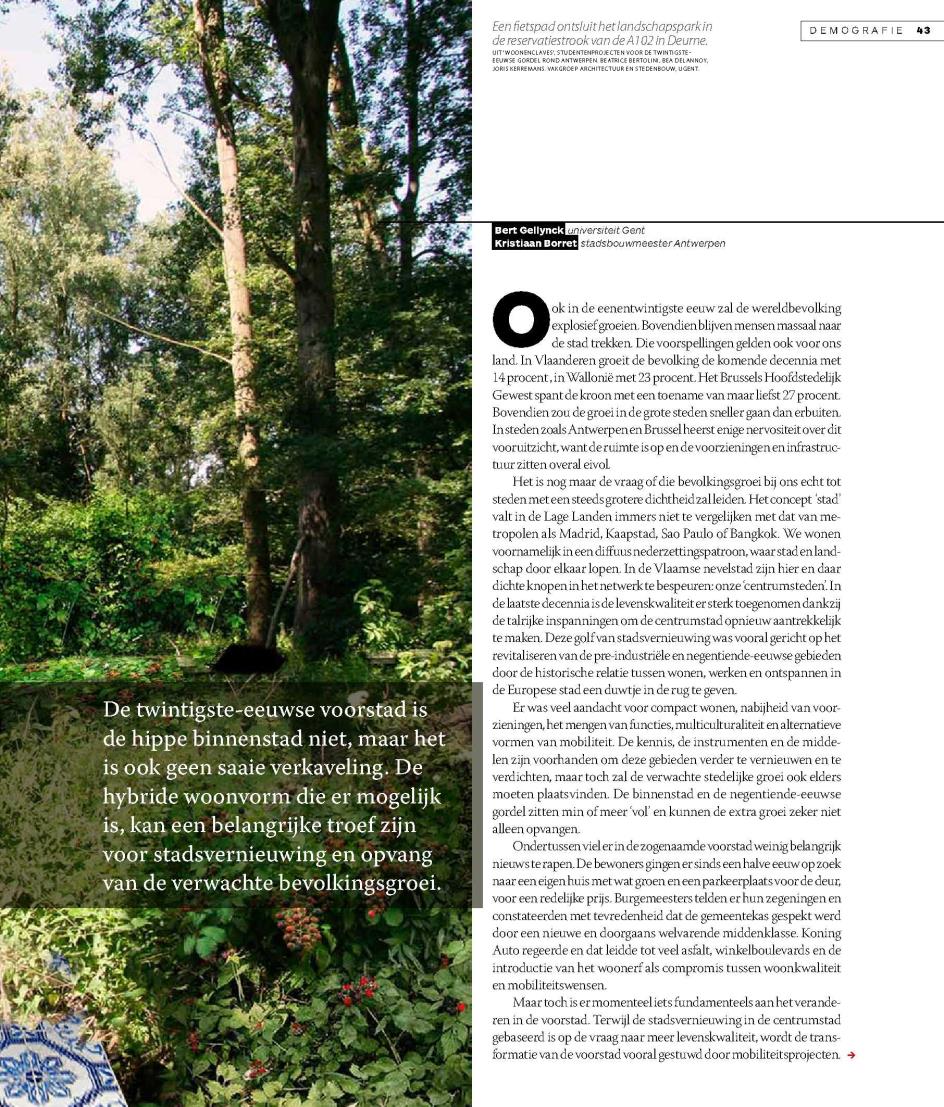 Een fietspad ontsluit het landschapspark in
de reservatiestrook van de A102 in Deurne.
UIT 'WOONENCLAVES', STUDENTENPROJECTEN VOOR DE TWINTIGSTE-
EEUWSE GORDEL ROND ANTWERPEN. BEATRICE BERTOLINI, BEA DELANNOY,
JORIS KERREMANS. VAKGROEP ARCHITECTUUR EN STEDENBOUW, UGENT.
DEMOGRAFIE 43
Bert Gellynck universiteit Gent
Kristiaan Borret stadsbouwmeester Antwerpen
Ook in de eenentwintigste eeuw zal de wereldbevolking
explosief groeien. Bovendien blijven mensen massaal naar
de stad trekken. Die voorspellingen gelden ook voor ons
land. In Vlaanderen groeit de bevolking de komende decennia met
14 procent, in Wallonië met 23 procent. Het Brussels Hoofdstedelijk
Gewest spant de kroon met een toename van maar liefst 27 procent.
Bovendien zou de groei in de grote steden sneller gaan dan erbuiten.
In steden zoals Antwerpen en Brussel heerst enige nervositeit over dit
vooruitzicht, want de ruimte is op en de voorzieningen en infrastruc-
tuur zitten overal eivol.
Het is nog maar de vraag of die bevolkingsgroei bij ons echt tot
steden met een steeds grotere dichtheid zal leiden. Het concept 'stad'
valt in de Lage Landen immers niet te vergelijken met dat van me-
tropolen als Madrid, Kaapstad, Sao Paulo of Bangkok. We wonen
voornamelijk in een diffuus nederzettingspatroon, waar stad en land-
schap door elkaar lopen. In de Vlaamse nevelstad zijn hier en daar
dichte knopen in het netwerk te bespeuren: onze 'centrumsteden'. In
de laatste decennia is de levenskwaliteit er sterk toegenomen dankzij
de talrijke inspanningen om de centrumstad opnieuw aantrekkelijk
te maken. Deze golf van stadsvernieuwing was vooral gericht op het
revitaliseren van de pre-industriële en negentiende-eeuwse gebieden
door de historische relatie tussen wonen, werken en ontspannen in
de Europese stad een duwtje in de rug te geven.
Er was veel aandacht voor compact wonen, nabijheid van voor-
zieningen, het mengen van functies, multiculturaliteit en alternatieve
vormen van mobiliteit. De kennis, de instrumenten en de midde-
len zijn voorhanden om deze gebieden verder te vernieuwen en te
verdichten, maar toch zal de verwachte stedelijke groei ook elders
moeten plaatsvinden. De binnenstad en de negentiende-eeuwse
gordel zitten min of meer 'vol' en kunnen de extra groei zeker niet
alleen opvangen.
Ondertussen viel er in de zogenaamde voorstad weinig belangrijk
nieuws te rapen. De bewoners gingen er sinds een halve eeuw op zoek
naar een eigen huis met wat groen en een parkeerplaats voor de deur,
voor een redelijke prijs. Burgemeesters telden er hun zegeningen en
constateerden met tevredenheid dat de gemeentekas gespekt werd
door een nieuwe en doorgaans welvarende middenklasse. Koning
Auto regeerde en dat leidde tot veel asfalt, winkelboulevards en de
introductie van het woonerf als compromis tussen woonkwaliteit
en mobiliteitswensen.
Maar toch is er momenteel iets fundamenteels aan het verande-
ren in de voorstad. Terwijl de stadsvernieuwing in de centrumstad
gebaseerd is op de vraag naar meer levenskwaliteit, wordt de trans-
formatie van de voorstad vooral gestuwd door mobiliteitsprojecten. →
De twintigste-eeuwse voorstad is
de hippe binnenstad niet, maar het
is ook geen saaie verkaveling. De
hybride woonvorm die er mogelijk
is, kan een belangrijke troef zijn
voor stadsvernieuwing en opvang
van de verwachte bevolkingsgroei.